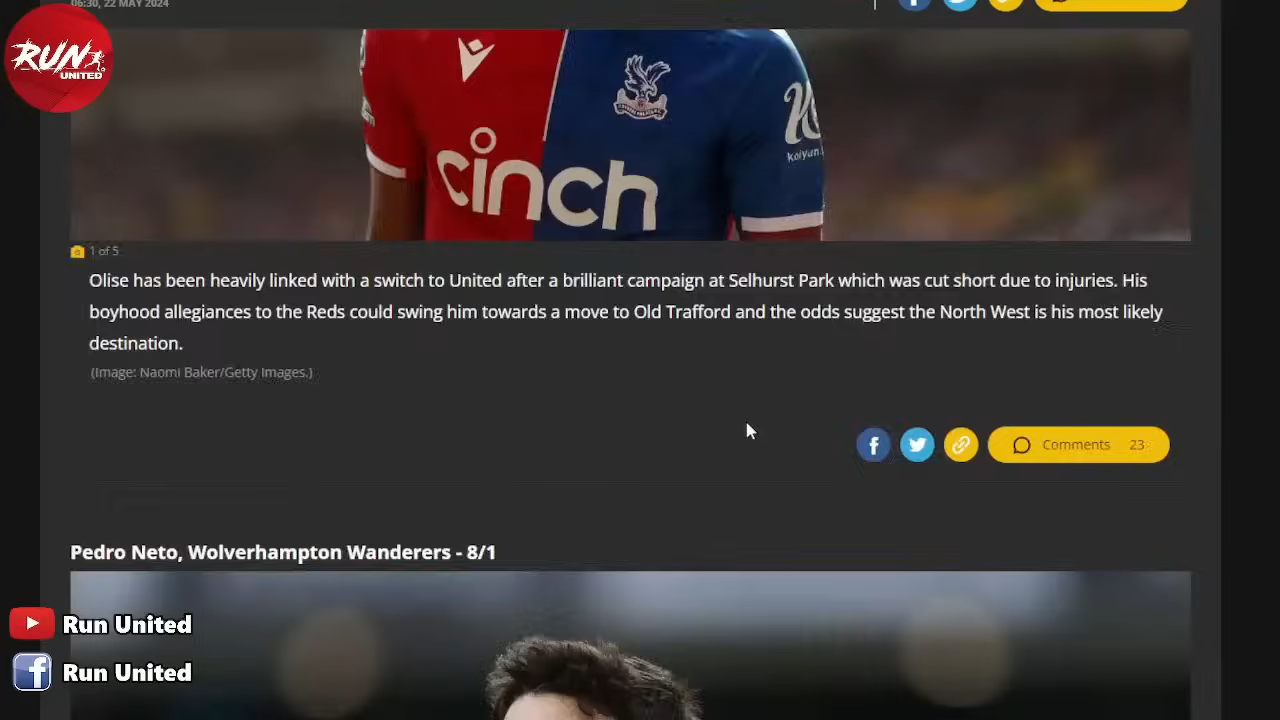 06:30, 22 MAY 2024
RUN
UNITED
cinch
Koiyun
1 of 5
Olise has been heavily linked with a switch to United after a brilliant campaign at Selhurst Park which was cut short due to injuries. His
boyhood allegiances to the Reds could swing him towards a move to Old Trafford and the odds suggest the North West is his most likely
destination.
(Image: Naomi Baker/Getty Images.)
Comments 23
Pedro Neto, Wolverhampton Wanderers - 8/1
Run United
Run United